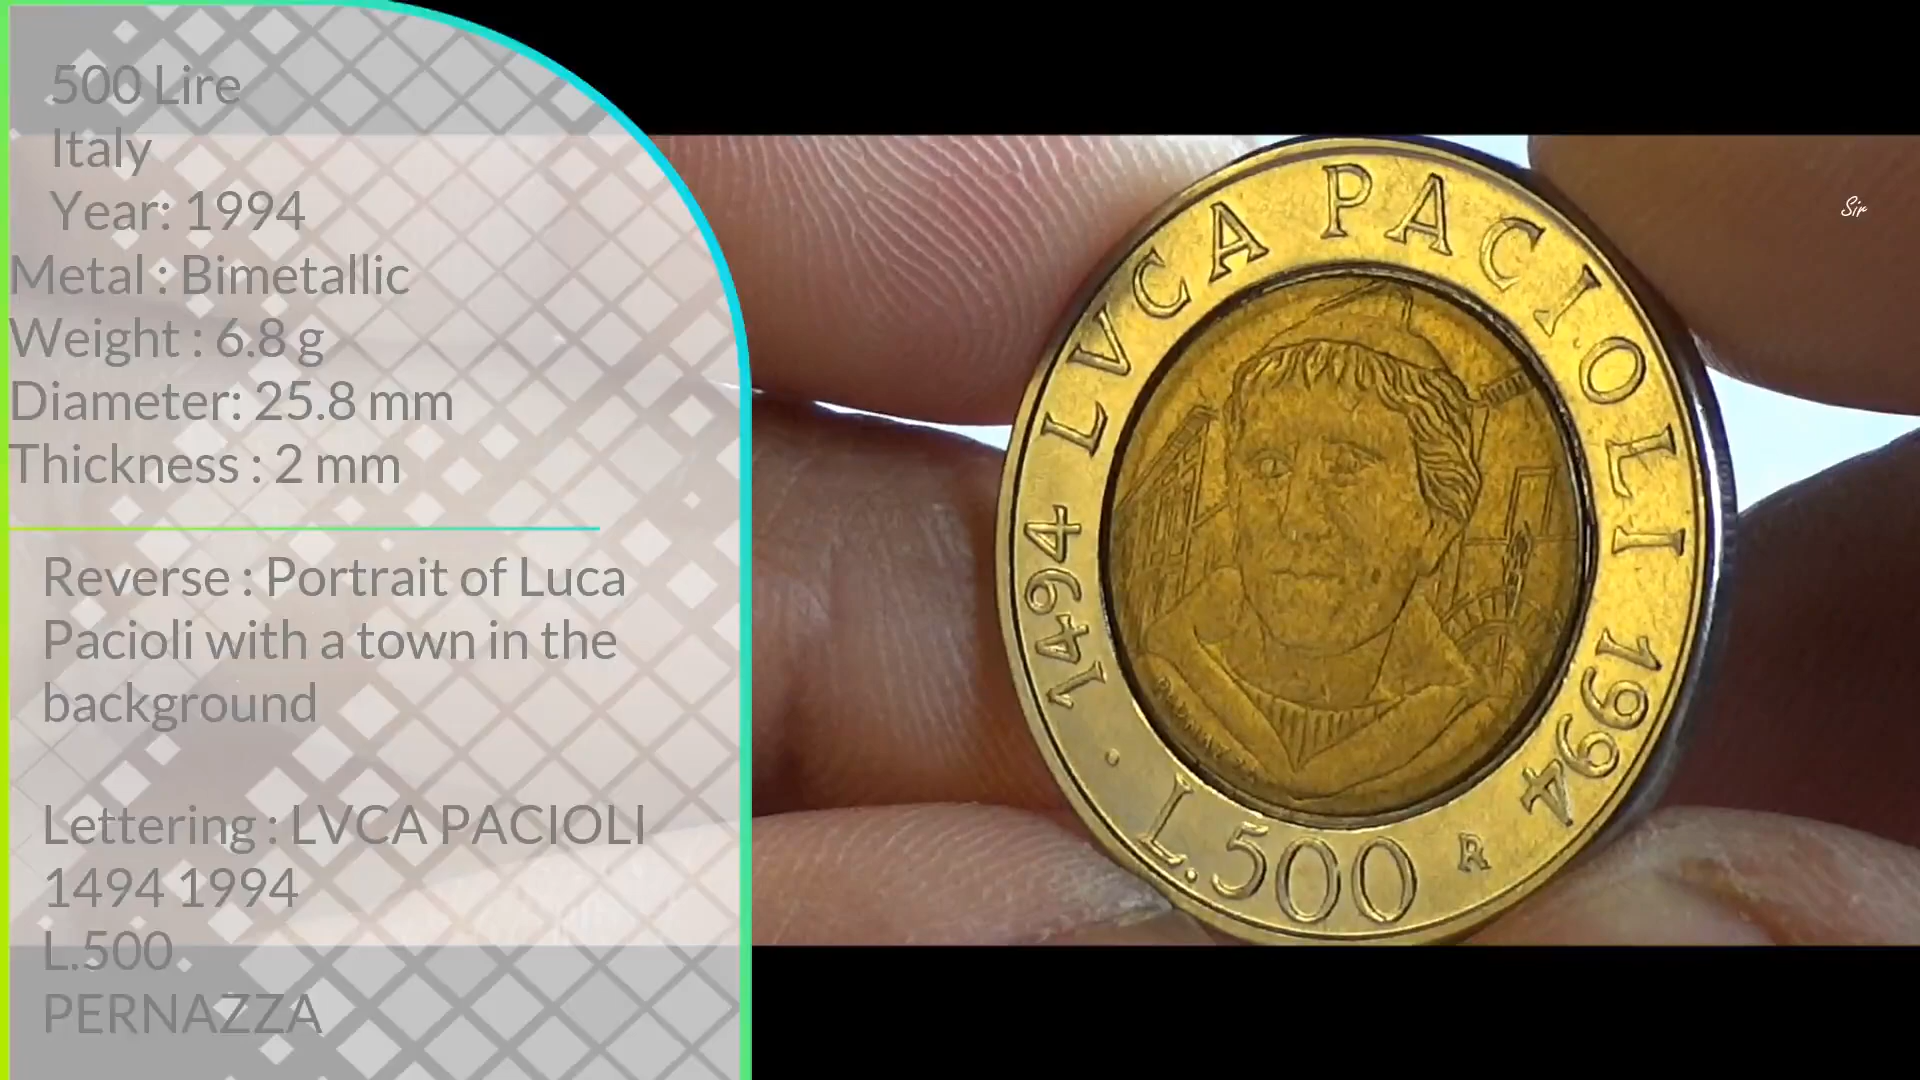 500 Lire
Italy
Year: 1994
Metal : Bimetallic
Weight : 6.8 g
Diameter: 25.8 mm
Thickness : 2 mm
Reverse : Portrait of Luca
Pacioli with a town in the
background
Lettering : LVCA PACIOLI
1494 1994
L.500
PERNAZZA
1494 LVCA PACIOLI 1994
L.500 R
Sir